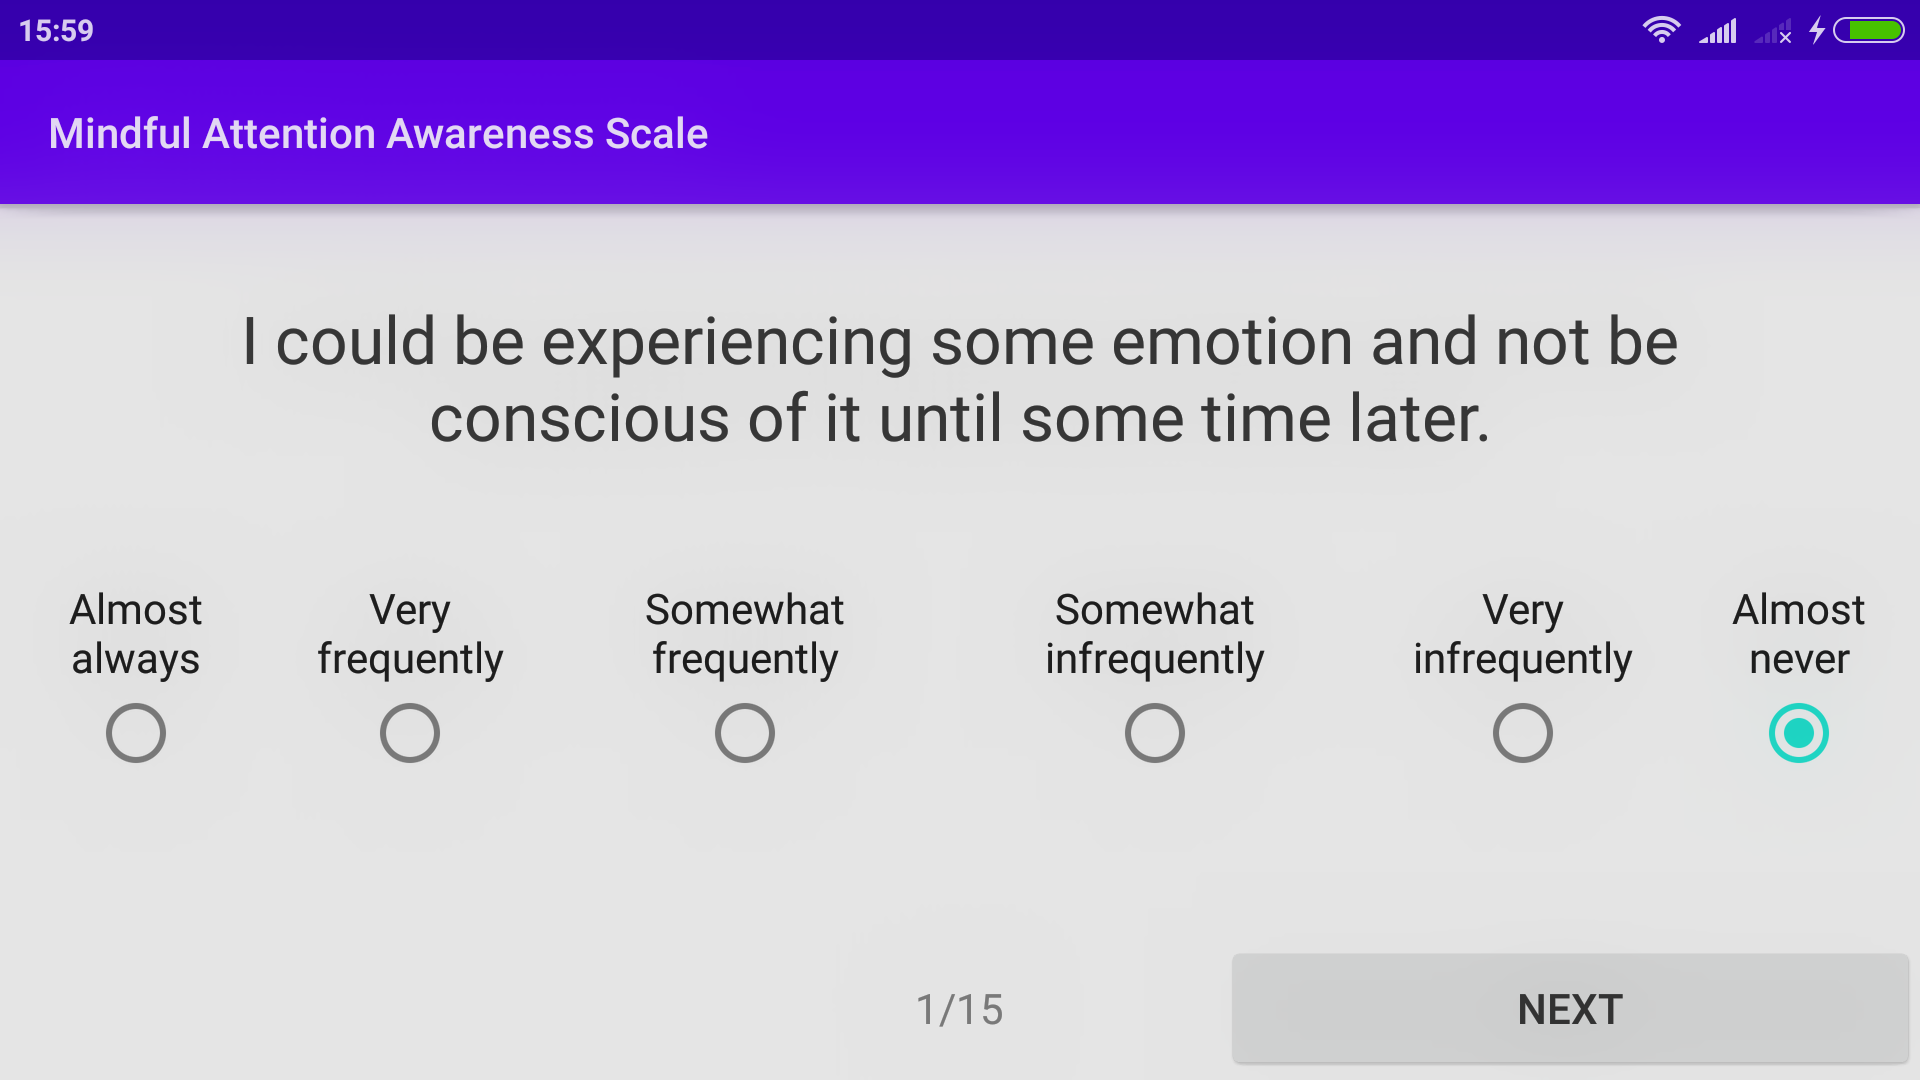 15:59
Mindful Attention Awareness Scale
I could be experiencing some emotion and not be
conscious of it until some time later.
Almost always
Very frequently
Somewhat frequently
Somewhat infrequently
Very infrequently
Almost never
1/15
NEXT